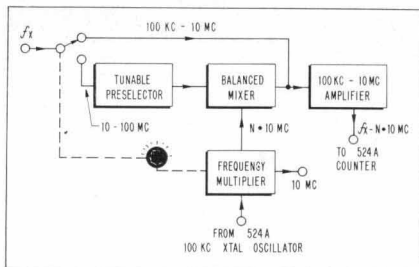 fx
100 KC - 10 MC
TUNABLE
PRESELECTOR
BALANCED
MIXER
100 KC - 10 MC
AMPLIFIER
10 - 100 MC
N • 10 MC
fx - N • 10 MC
TO 524A
COUNTER
FREQUENCY
MULTIPLIER
10 MC
FROM 524A
100 KC XTAL OSCILLATOR